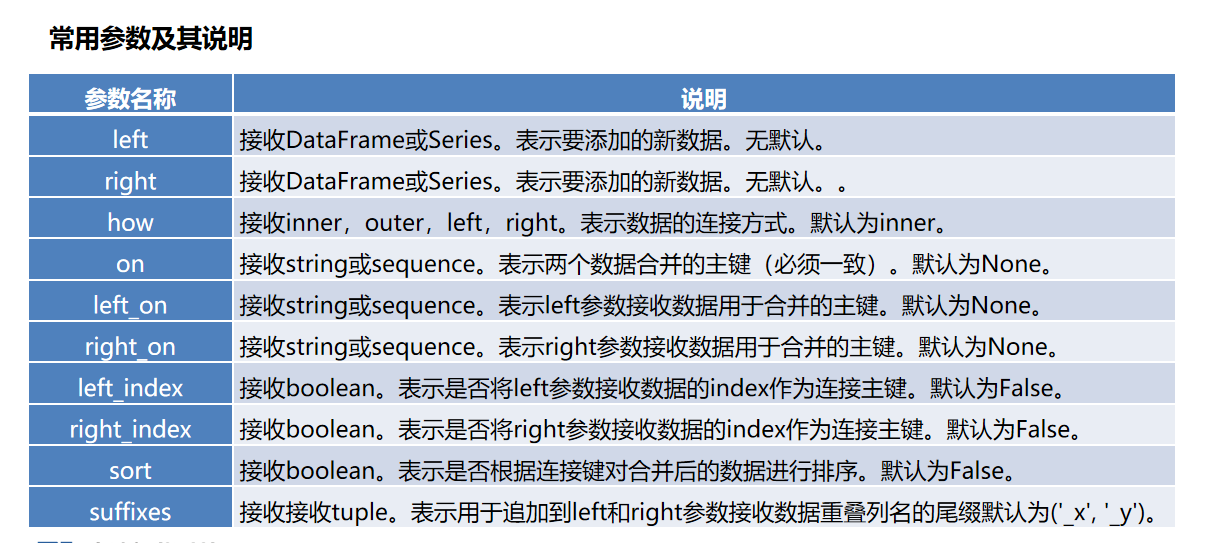 常用参数及其说明
参数名称 说明
left 接收DataFrame或Series。表示要添加的新数据。无默认。
right 接收DataFrame或Series。表示要添加的新数据。无默认。。
how 接收inner，outer，left，right。表示数据的连接方式。默认为inner。
on 接收string或sequence。表示两个数据合并的主键（必须一致）。默认为None。
left_on 接收string或sequence。表示left参数接收数据用于合并的主键。默认为None。
right_on 接收string或sequence。表示right参数接收数据用于合并的主键。默认为None。
left_index 接收boolean。表示是否将left参数接收数据的index作为连接主键。默认为False。
right_index 接收boolean。表示是否将right参数接收数据的index作为连接主键。默认为False。
sort 接收boolean。表示是否根据连接键对合并后的数据进行排序。默认为False。
suffixes 接收接收tuple。表示用于追加到left和right参数接收数据重叠列名的尾缀默认为('_x', '_y')。